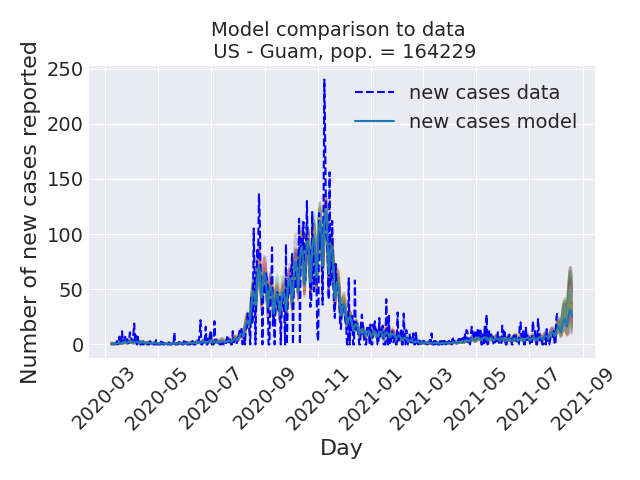 Model comparison to data
US - Guam, pop. = 164229
Number of new cases reported
250
200
150
100
50
0
new cases data
new cases model
2020-03
2020-05
2020-07
2020-09
2020-11
2021-01
2021-03
2021-05
2021-07
2021-09
Day